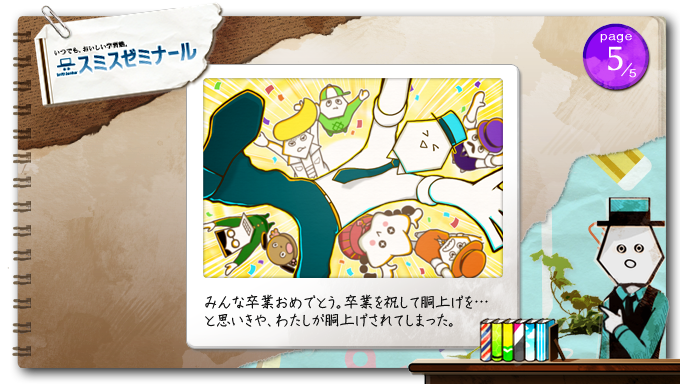 いつでも、おいしい学習塾。
スミスゼミナール
page
5/5
みんな卒業おめでとう。卒業を祝して胴上げを…
と思いきや、わたしが胴上げされてしまった。